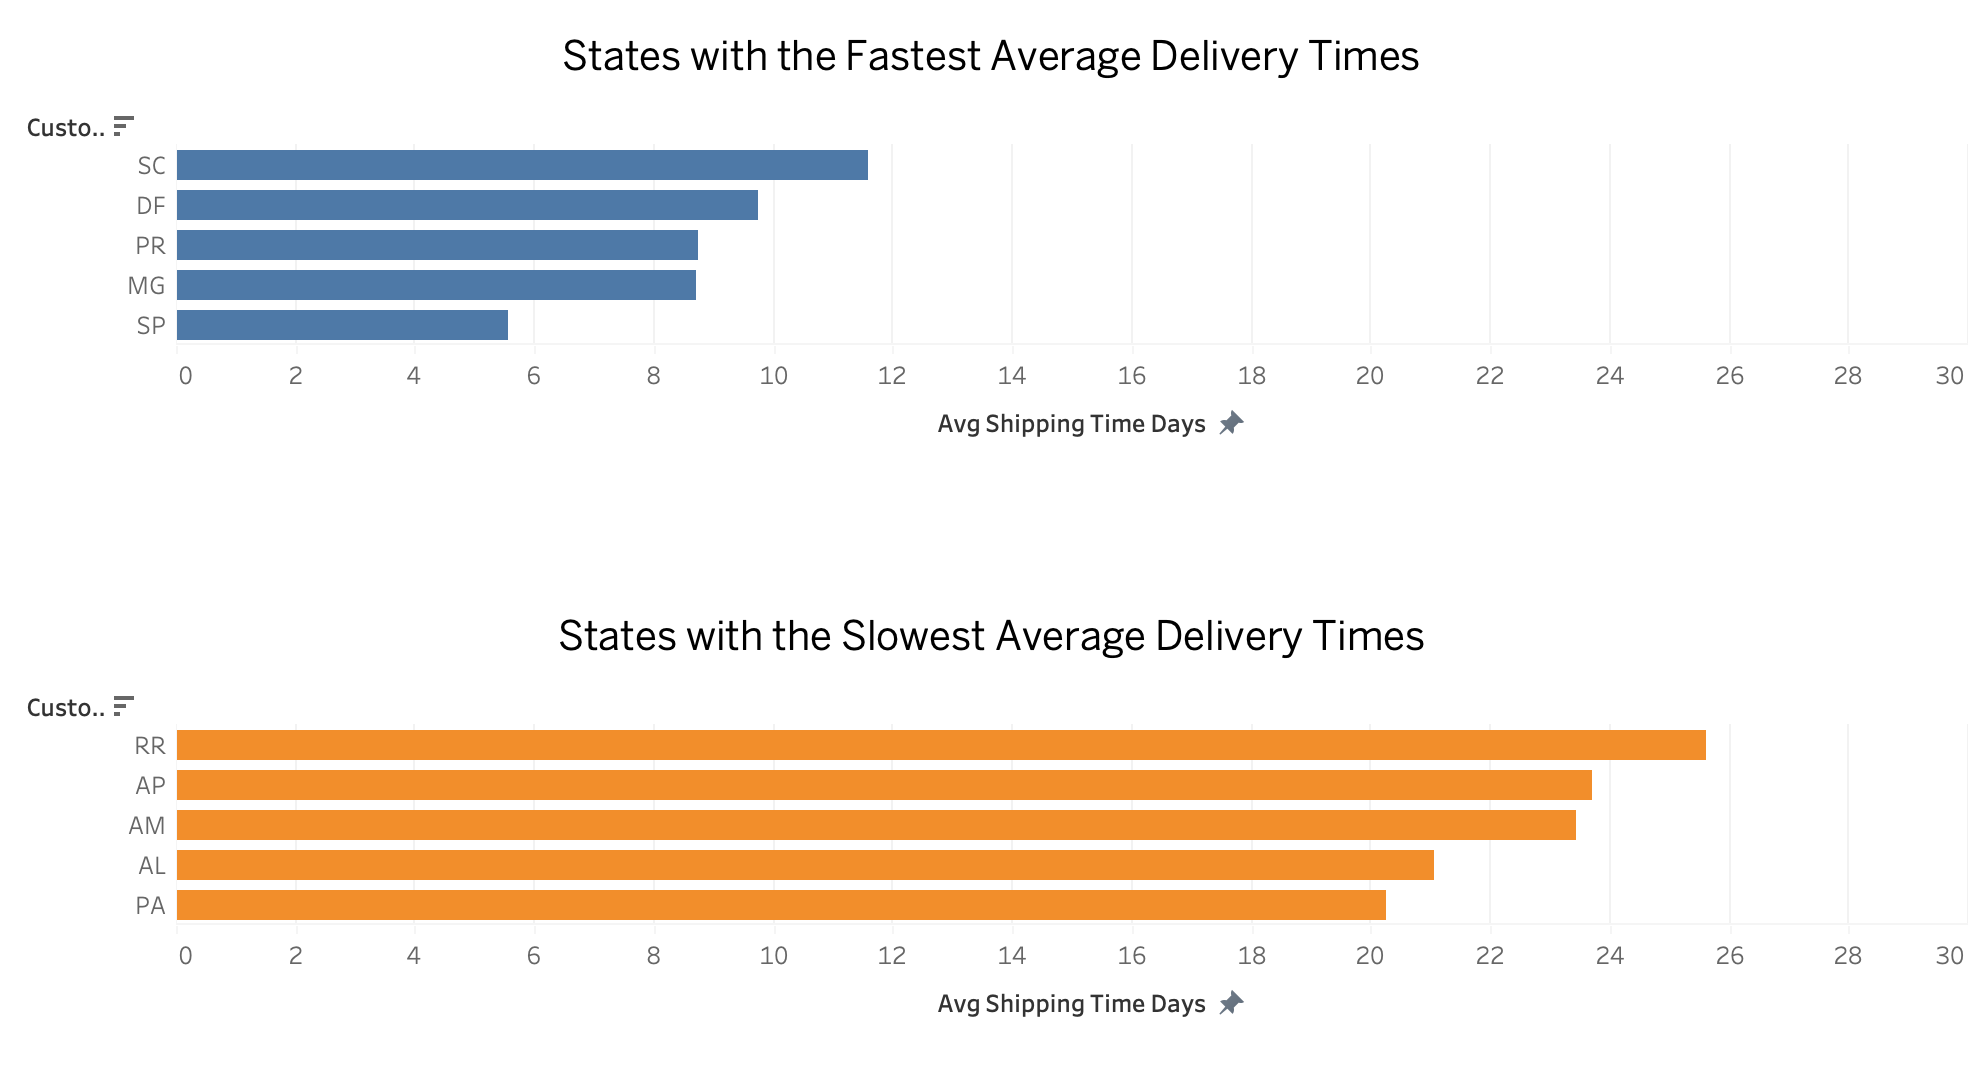 States with the Fastest Average Delivery Times
Custo..
SC
DF
PR
MG
SP
0 2 4 6 8 10 12 14 16 18 20 22 24 26 28 30
Avg Shipping Time Days
States with the Slowest Average Delivery Times
Custo..
RR
AP
AM
AL
PA
0 2 4 6 8 10 12 14 16 18 20 22 24 26 28 30
Avg Shipping Time Days